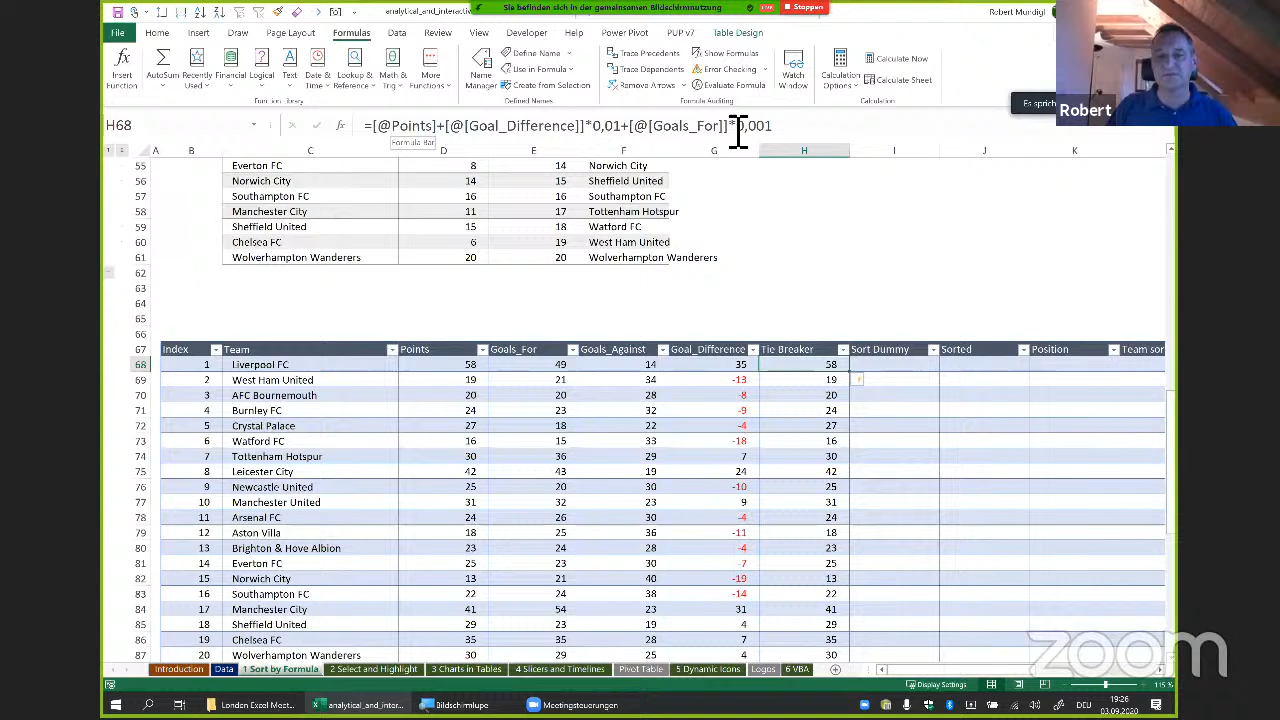 analytical_and_interactiv
Sie befinden sich in der gemeinsamen Bildschirmnutzung
LIVE
Stoppen
Robert Mundigl
File Home Insert Draw Page Layout Formulas Data Review View Developer Help Power Pivot PUP v7 Table Design
Insert Function
AutoSum
Recently Used
Financial
Logical
Text
Date & Time
Lookup & Reference
Math & Trig
More Functions
Function Library
Name Manager
Define Name
Use in Formula
Create from Selection
Defined Names
Trace Precedents
Trace Dependents
Remove Arrows
Show Formulas
Error Checking
Evaluate Formula
Formula Auditing
Watch Window
Calculation Options
Calculate Now
Calculate Sheet
Calculation
Es sprich
Robert
H68 fx =[@Points]+[@[Goal_Difference]]*0,01+[@[Goals_For]]*0,001
Formula Bar
1 2 A B C D E F G H I J K
55 Everton FC 8 14 Norwich City
56 Norwich City 14 15 Sheffield United
57 Southampton FC 16 16 Southampton FC
58 Manchester City 11 17 Tottenham Hotspur
59 Sheffield United 15 18 Watford FC
60 Chelsea FC 6 19 West Ham United
61 Wolverhampton Wanderers 20 20 Wolverhampton Wanderers
62
63
64
65
66
67 Index Team Points Goals_For Goals_Against Goal_Difference Tie Breaker Sort Dummy Sorted Position Team sor
68 1 Liverpool FC 58 49 14 35 58
69 2 West Ham United 19 21 34 -13 19
70 3 AFC Bournemouth 20 20 28 -8 20
71 4 Burnley FC 24 23 32 -9 24
72 5 Crystal Palace 27 18 22 -4 27
73 6 Watford FC 16 15 33 -18 16
74 7 Tottenham Hotspur 30 36 29 7 30
75 8 Leicester City 42 43 19 24 42
76 9 Newcastle United 25 20 30 -10 25
77 10 Manchester United 31 32 23 9 31
78 11 Arsenal FC 24 26 30 -4 24
79 12 Aston Villa 18 25 36 -11 18
80 13 Brighton & Hove Albion 23 24 28 -4 23
81 14 Everton FC 25 23 30 -7 25
82 15 Norwich City 13 21 40 -19 13
83 16 Southampton FC 22 24 38 -14 22
84 17 Manchester City 41 54 23 31 41
85 18 Sheffield United 29 23 19 4 29
86 19 Chelsea FC 35 35 28 7 35
87 20 Wolverhampton Wanderers 30 29 25 4 30
zoom
Introduction Data 1 Sort by Formula 2 Select and Highlight 3 Charts in Tables 4 Slicers and Timelines Pivot Table 5 Dynamic Icons Logos 6 VBA
Display Settings 115 %
London Excel Meet...
analytical_and_inter...
Bildschirmlupe
Meetingsteuerungen
DEU
19:26
03.09.2020